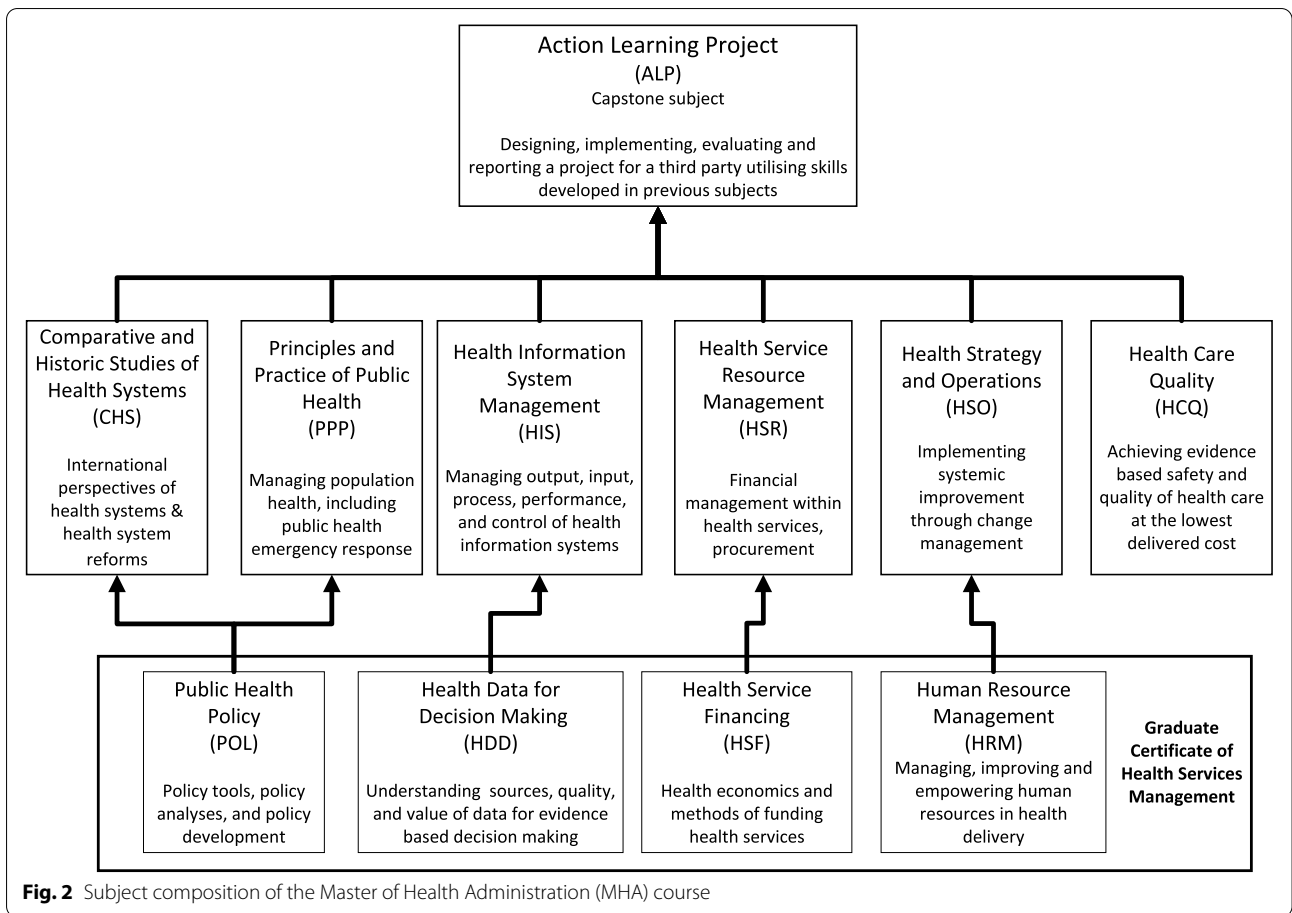 Action Learning Project
(ALP)
Capstone subject
Designing, implementing, evaluating and
reporting a project for a third party utilising skills
developed in previous subjects
Comparative and
Historic Studies of
Health Systems
(CHS)
International
perspectives of
health systems &
health system
reforms
Principles and
Practice of Public
Health
(PPP)
Managing population
health, including
public health
emergency response
Health Information
System
Management
(HIS)
Managing output, input,
process, performance,
and control of health
information systems
Health Service
Resource
Management
(HSR)
Financial
management within
health services,
procurement
Health Strategy
and Operations
(HSO)
Implementing
systemic
improvement
through change
management
Health Care
Quality
(HCQ)
Achieving evidence
based safety and
quality of health care
at the lowest
delivered cost
Public Health
Policy
(POL)
Policy tools, policy
analyses, and policy
development
Health Data for
Decision Making
(HDD)
Understanding sources, quality,
and value of data for evidence
based decision making
Health Service
Financing
(HSF)
Health economics and
methods of funding
health services
Human Resource
Management
(HRM)
Managing, improving and
empowering human
resources in health
delivery
Graduate
Certificate of
Health Services
Management
Fig. 2 Subject composition of the Master of Health Administration (MHA) course